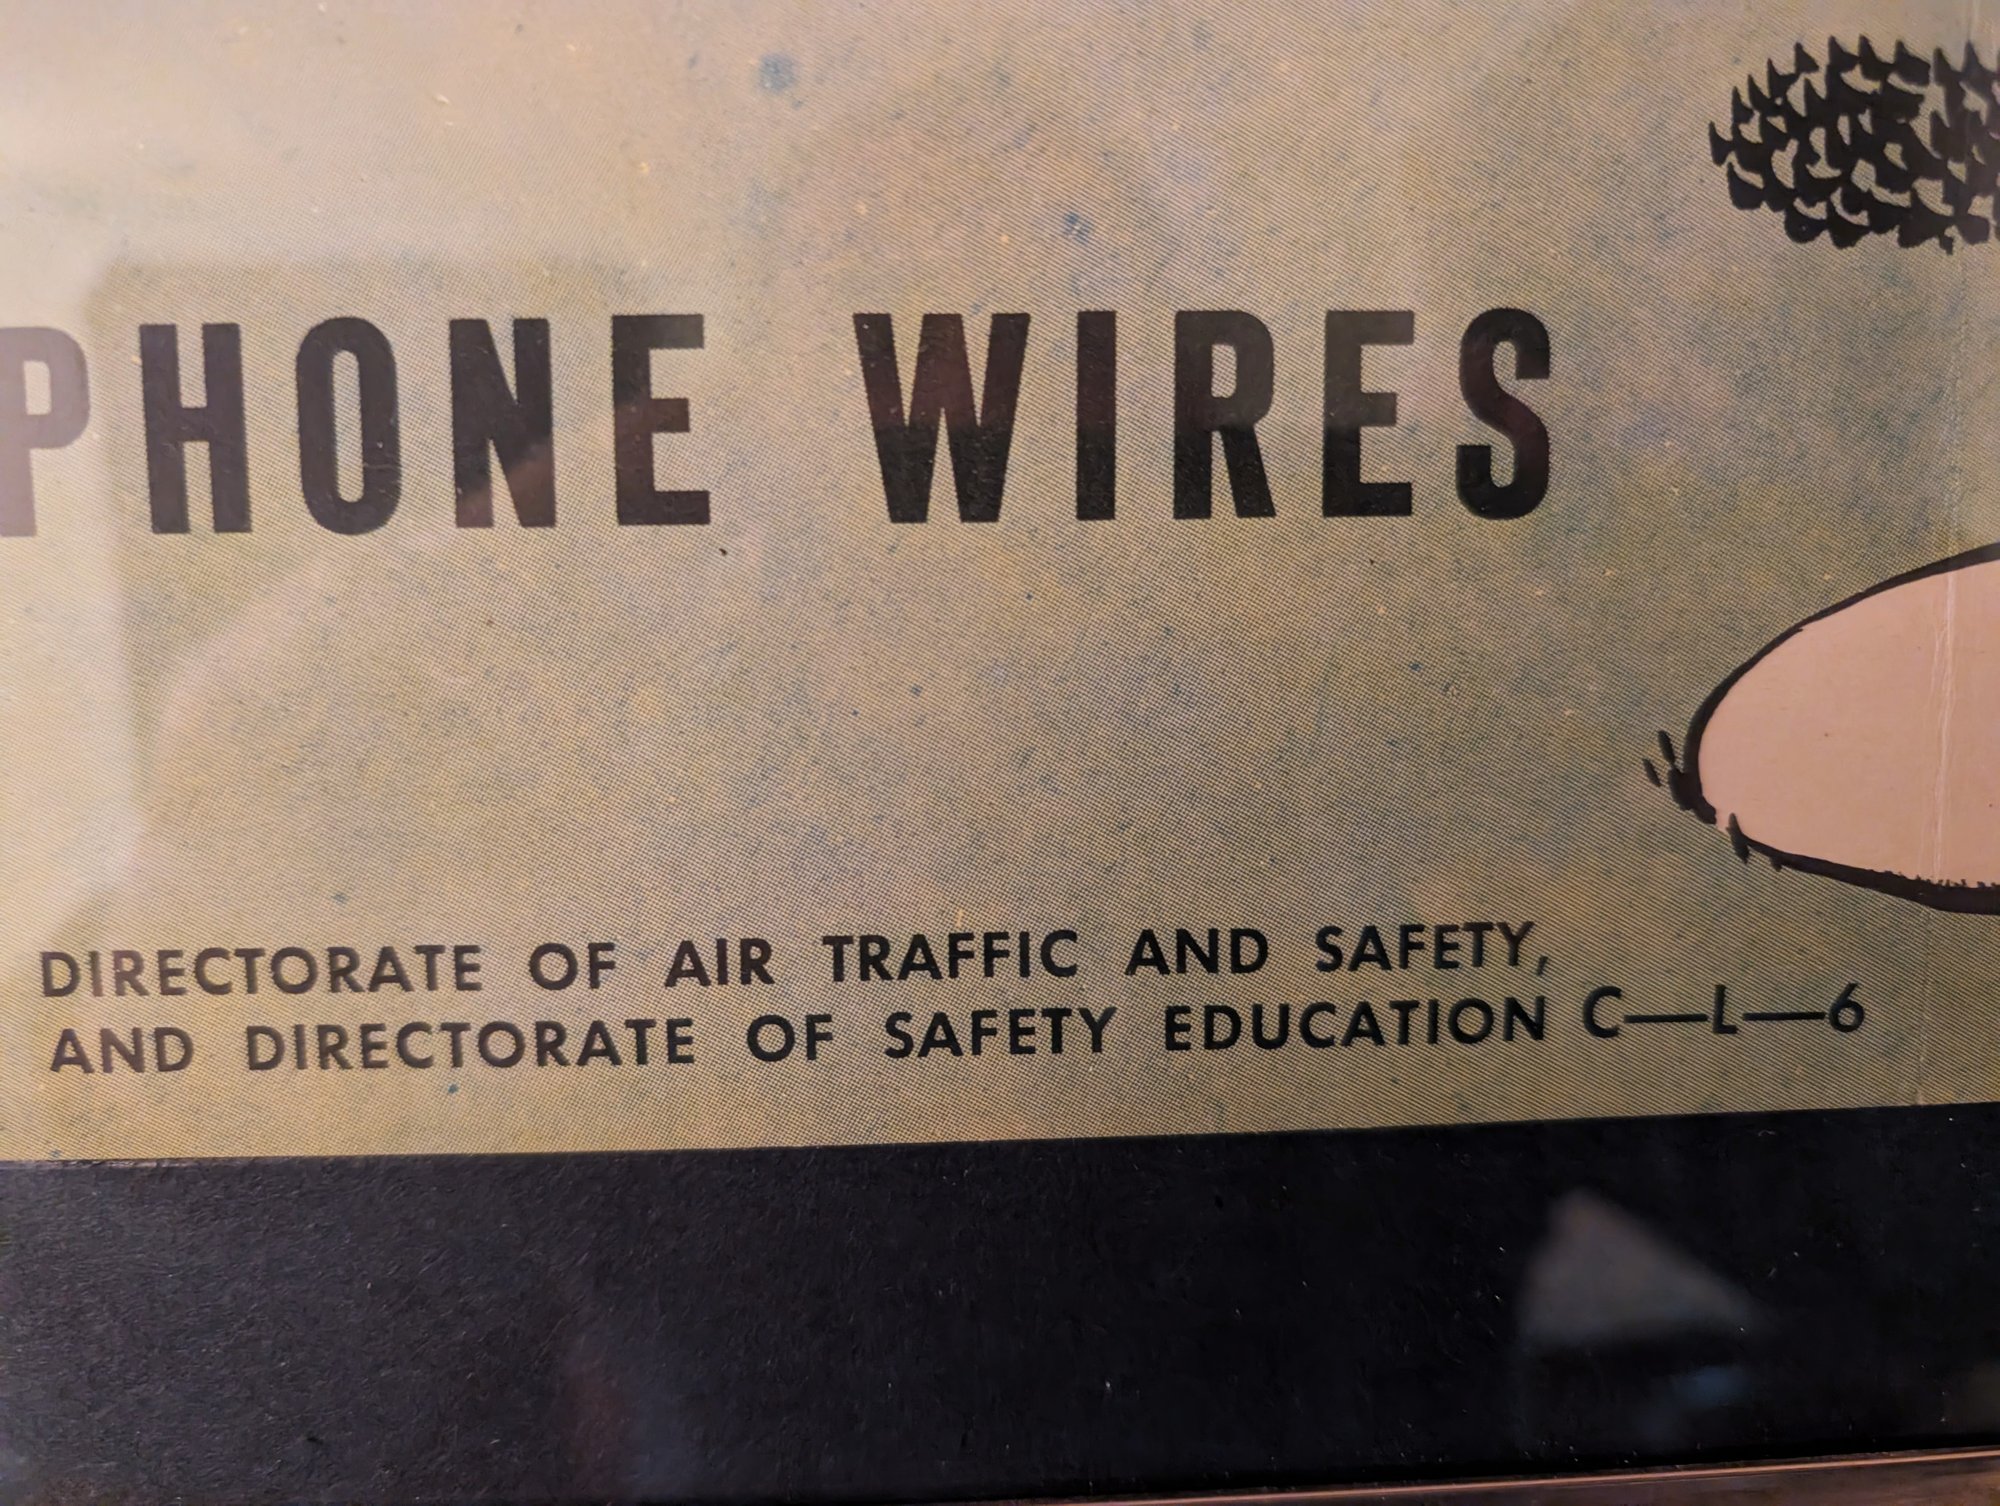 PHONE WIRES
DIRECTORATE OF AIR TRAFFIC AND SAFETY,
AND DIRECTORATE OF SAFETY EDUCATION C—L—6